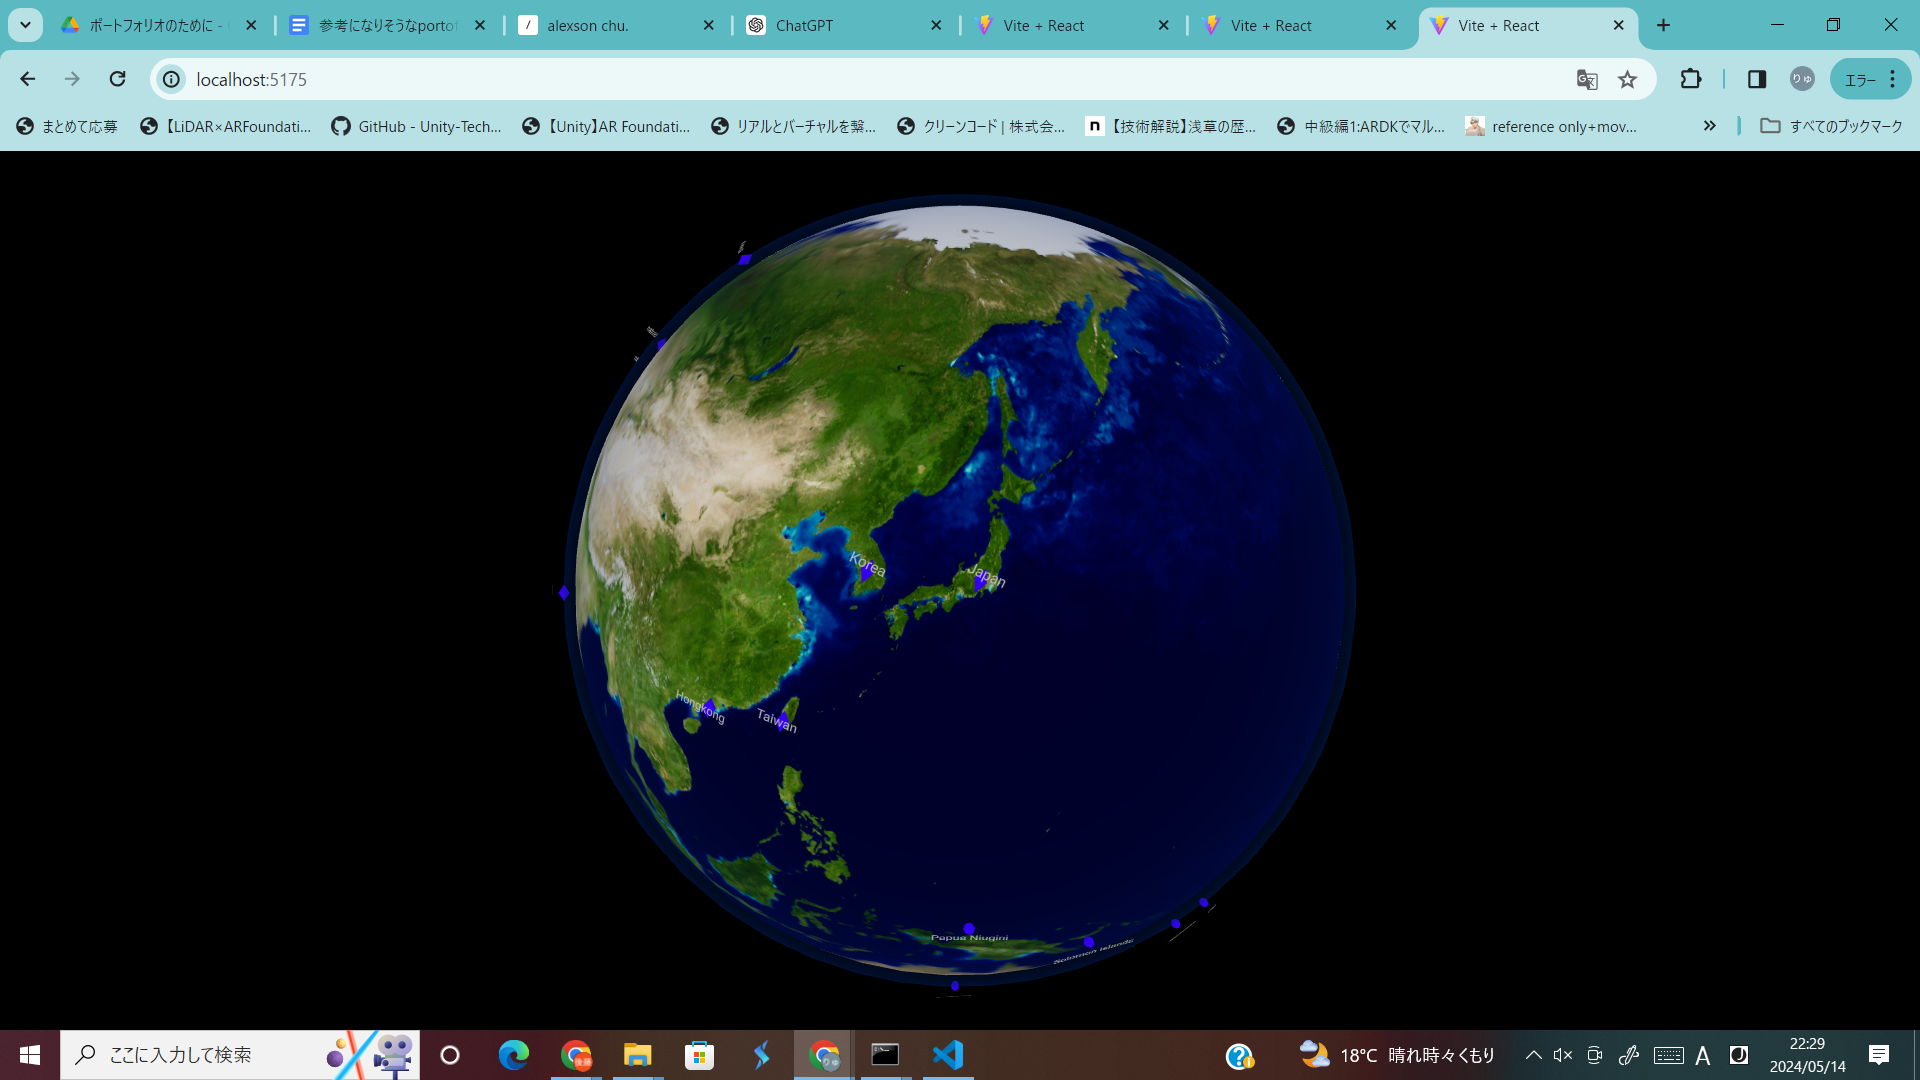 ポートフォリオのために -
参考になりそうなportof
alexson chu.
ChatGPT
Vite + React
Vite + React
Vite + React
localhost:5175
りゅ
エラー
まとめて応募
【LiDAR×ARFoundati...
GitHub - Unity-Tech...
【Unity】AR Foundati...
リアルとバーチャルを繋...
クリーンコード | 株式会...
【技術解説】浅草の歴...
中級編1:ARDKでマル...
reference only+mov...
すべてのブックマーク
Korea
Japan
Hongkong
Taiwan
Papua Niugini
Solomon Islands
ここに入力して検索
18°C 晴れ時々くもり
A
22:29
2024/05/14